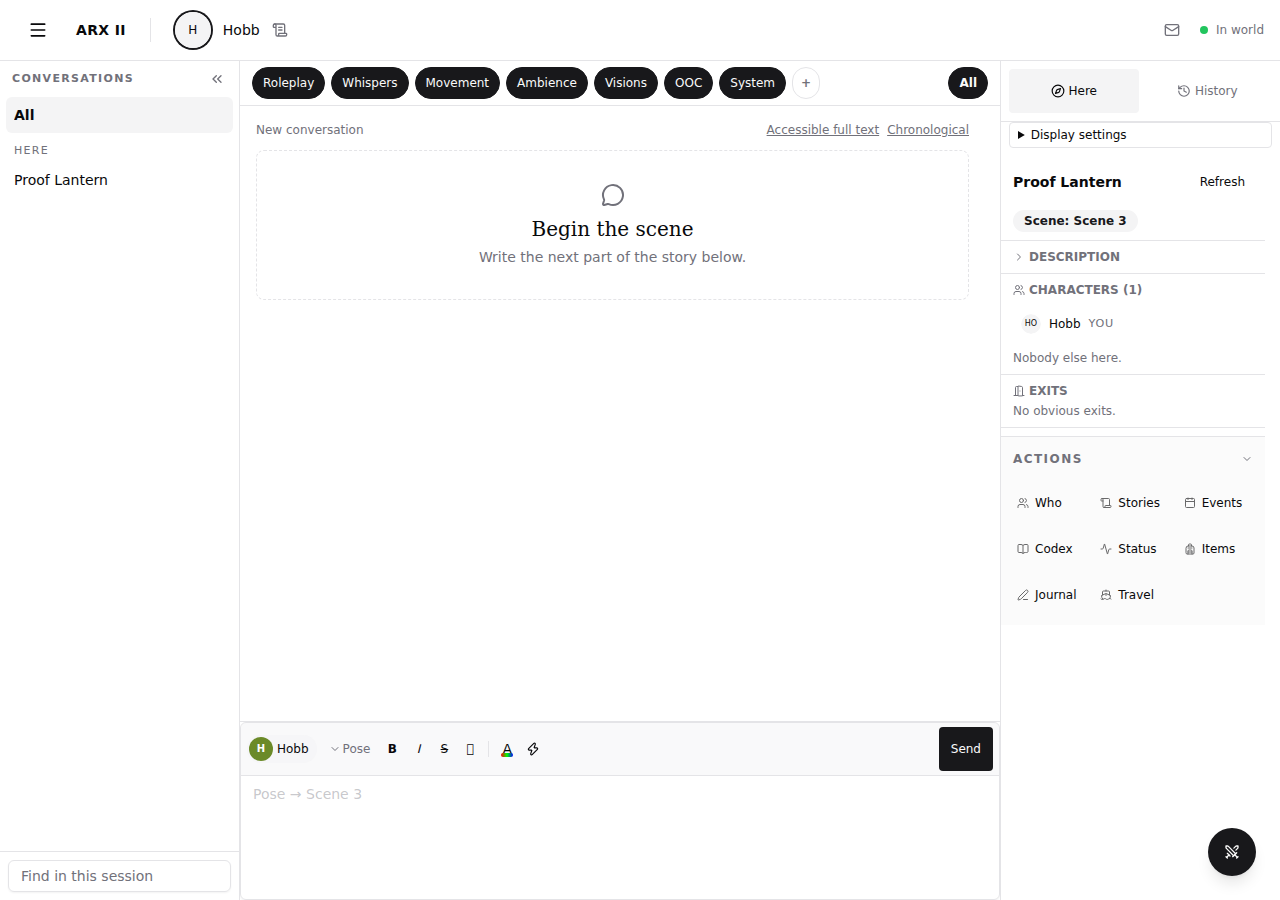 ARX II
H
Hobb
In world
CONVERSATIONS
All
HERE
Proof Lantern
Find in this session
Roleplay
Whispers
Movement
Ambience
Visions
OOC
System
+
All
New conversation
Accessible full text
Chronological
Begin the scene
Write the next part of the story below.
H
Hobb
Pose
B
I
S
A
Send
Pose → Scene 3
Here
History
Display settings
Proof Lantern
Refresh
Scene: Scene 3
DESCRIPTION
CHARACTERS (1)
HO
Hobb YOU
Nobody else here.
EXITS
No obvious exits.
ACTIONS
Who
Stories
Events
Codex
Status
Items
Journal
Travel